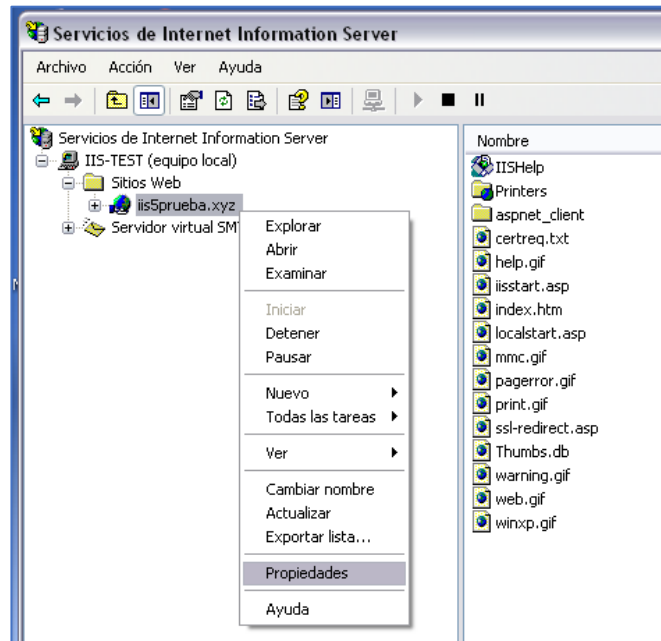 Servicios de Internet Information Server
Archivo Acción Ver Ayuda
Servicios de Internet Information Server
IIS-TEST (equipo local)
Sitios Web
iis5prueba.xyz
Servidor virtual SM
Explorar
Abrir
Examinar
Iniciar
Detener
Pausar
Nuevo
Todas las tareas
Ver
Cambiar nombre
Actualizar
Exportar lista...
Propiedades
Ayuda
Nombre
IISHelp
Printers
aspnet_client
certreq.txt
help.gif
iisstart.asp
index.htm
localstart.asp
mmc.gif
pagerror.gif
print.gif
ssl-redirect.asp
Thumbs.db
warning.gif
web.gif
winxp.gif